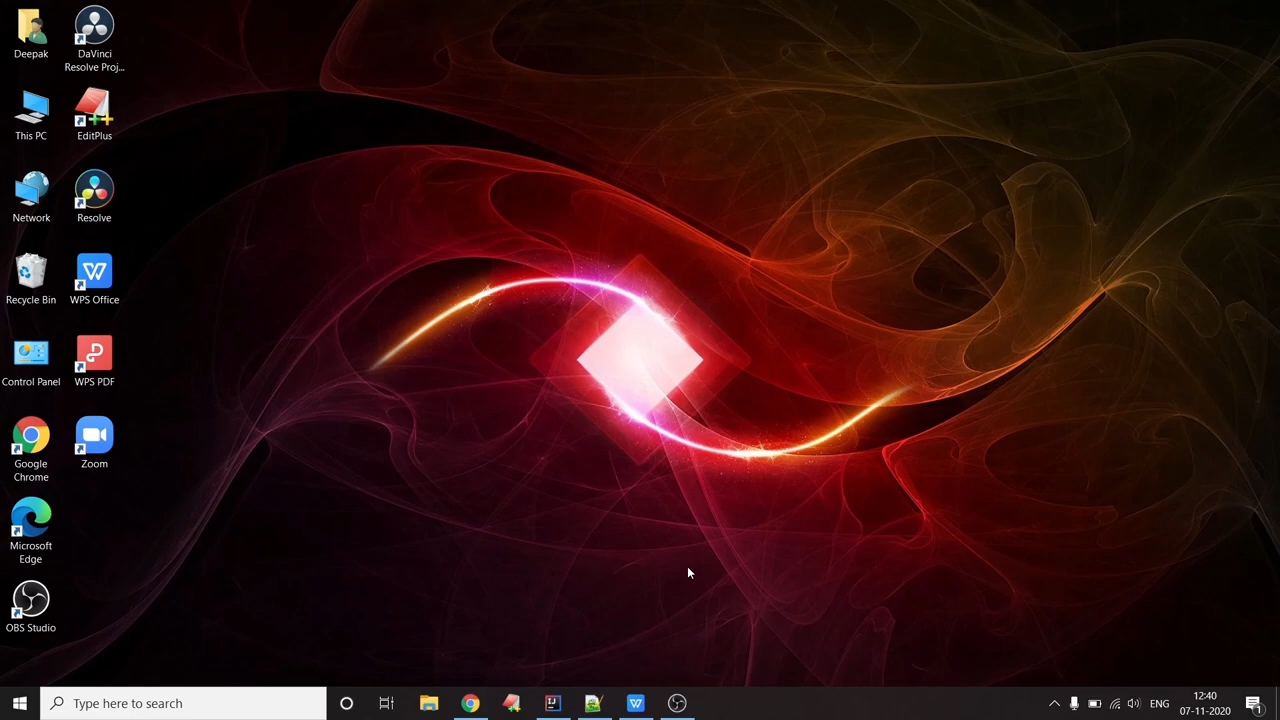 Deepak
DaVinci
Resolve Proj...
This PC
EditPlus
Network
Resolve
Recycle Bin
WPS Office
Control Panel
WPS PDF
Google
Chrome
Zoom
Microsoft
Edge
OBS Studio
Type here to search
ENG
12:40
07-11-2020
1